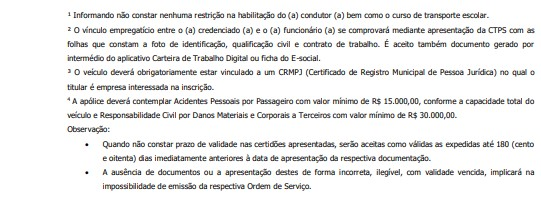 ¹ Informando não constar nenhuma restrição na habilitação do (a) condutor (a) bem como o curso de transporte escolar.
² O vínculo empregatício entre o (a) credenciado (a) e o (a) funcionário (a) se comprovará mediante apresentação da CTPS com as
folhas que constam a foto de identificação, qualificação civil e contrato de trabalho. É aceito também documento gerado por
intermédio do aplicativo Carteira de Trabalho Digital ou ficha do E-social.
³ O veículo deverá obrigatoriamente estar vinculado a um CRMPJ (Certificado de Registro Municipal de Pessoa Jurídica) no qual o
titular é empresa interessada na inscrição.
⁴ A apólice deverá contemplar Acidentes Pessoais por Passageiro com valor mínimo de R$ 15.000,00, conforme a capacidade total do
veículo e Responsabilidade Civil por Danos Materiais e Corporais a Terceiros com valor mínimo de R$ 30.000,00.
Observação:
• Quando não constar prazo de validade nas certidões apresentadas, serão aceitas como válidas as expedidas até 180 (cento
e oitenta) dias imediatamente anteriores à data de apresentação da respectiva documentação.
• A ausência de documentos ou a apresentação destes de forma incorreta, ilegível, com validade vencida, implicará na
impossibilidade de emissão da respectiva Ordem de Serviço.